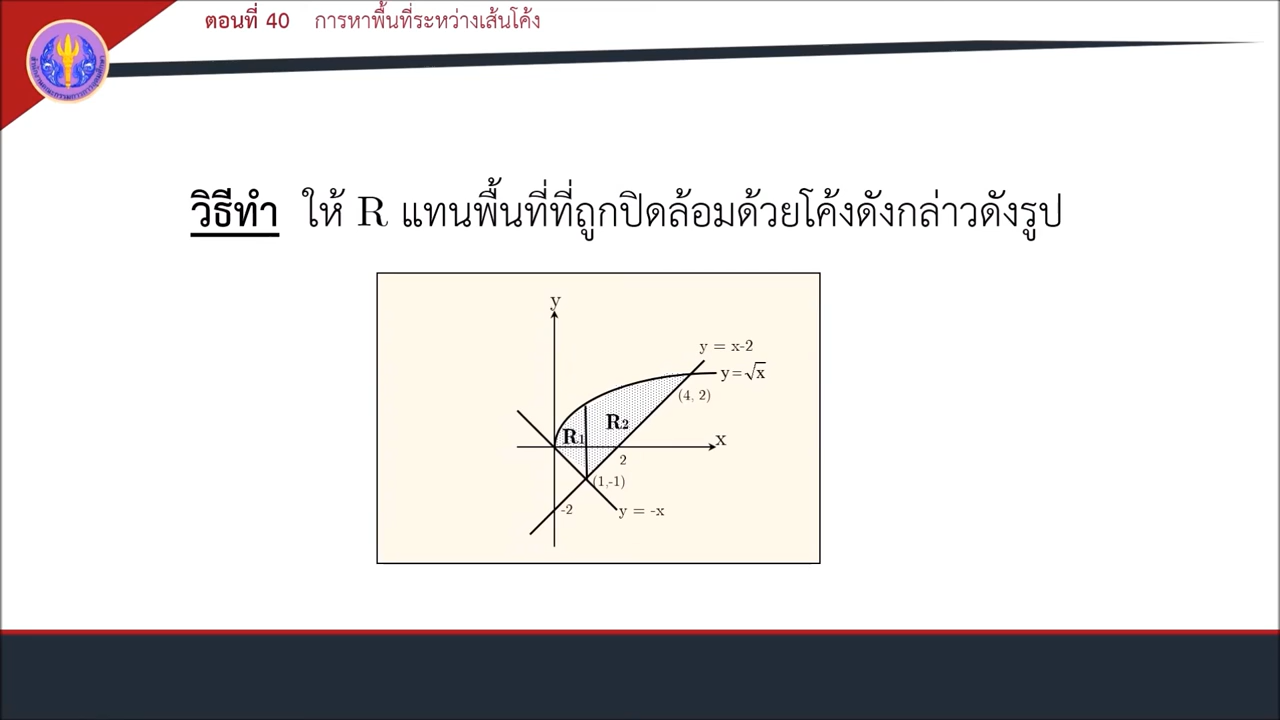 ตอนที่ 40 การหาพื้นที่ระหว่างเส้นโค้ง
วิธีทำ ให้ R แทนพื้นที่ที่ถูกปิดล้อมด้วยโค้งดังกล่าวดังรูป
y
y = x-2
y=√x
(4, 2)
R2
R1
x
2
(1,-1)
-2
y = -x